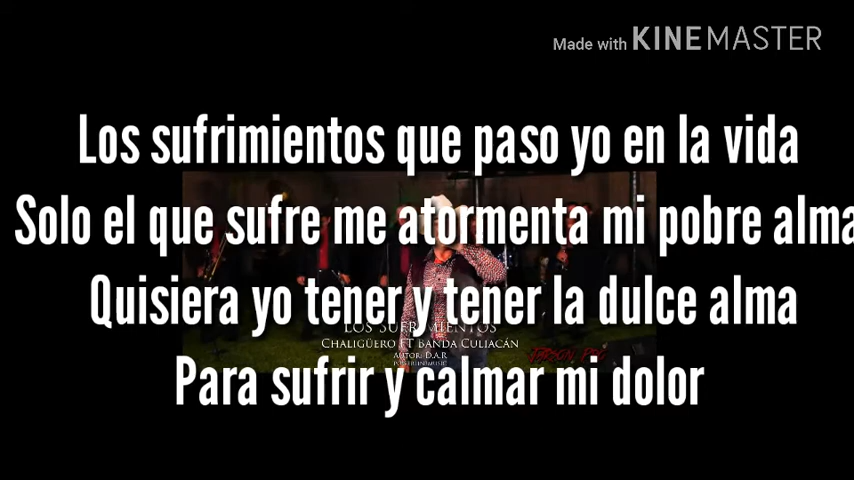 Made with KINEMASTER
Los sufrimientos que paso yo en la vida
Solo el que sufre me atormenta mi pobre alma
Quisiera yo tener y tener la dulce alma
LOS SUFRIMIENTOS
CHALIGÜERO FT BANDA CULIACÁN
AUTOR: D.A.R
Para sufrir y calmar mi dolor